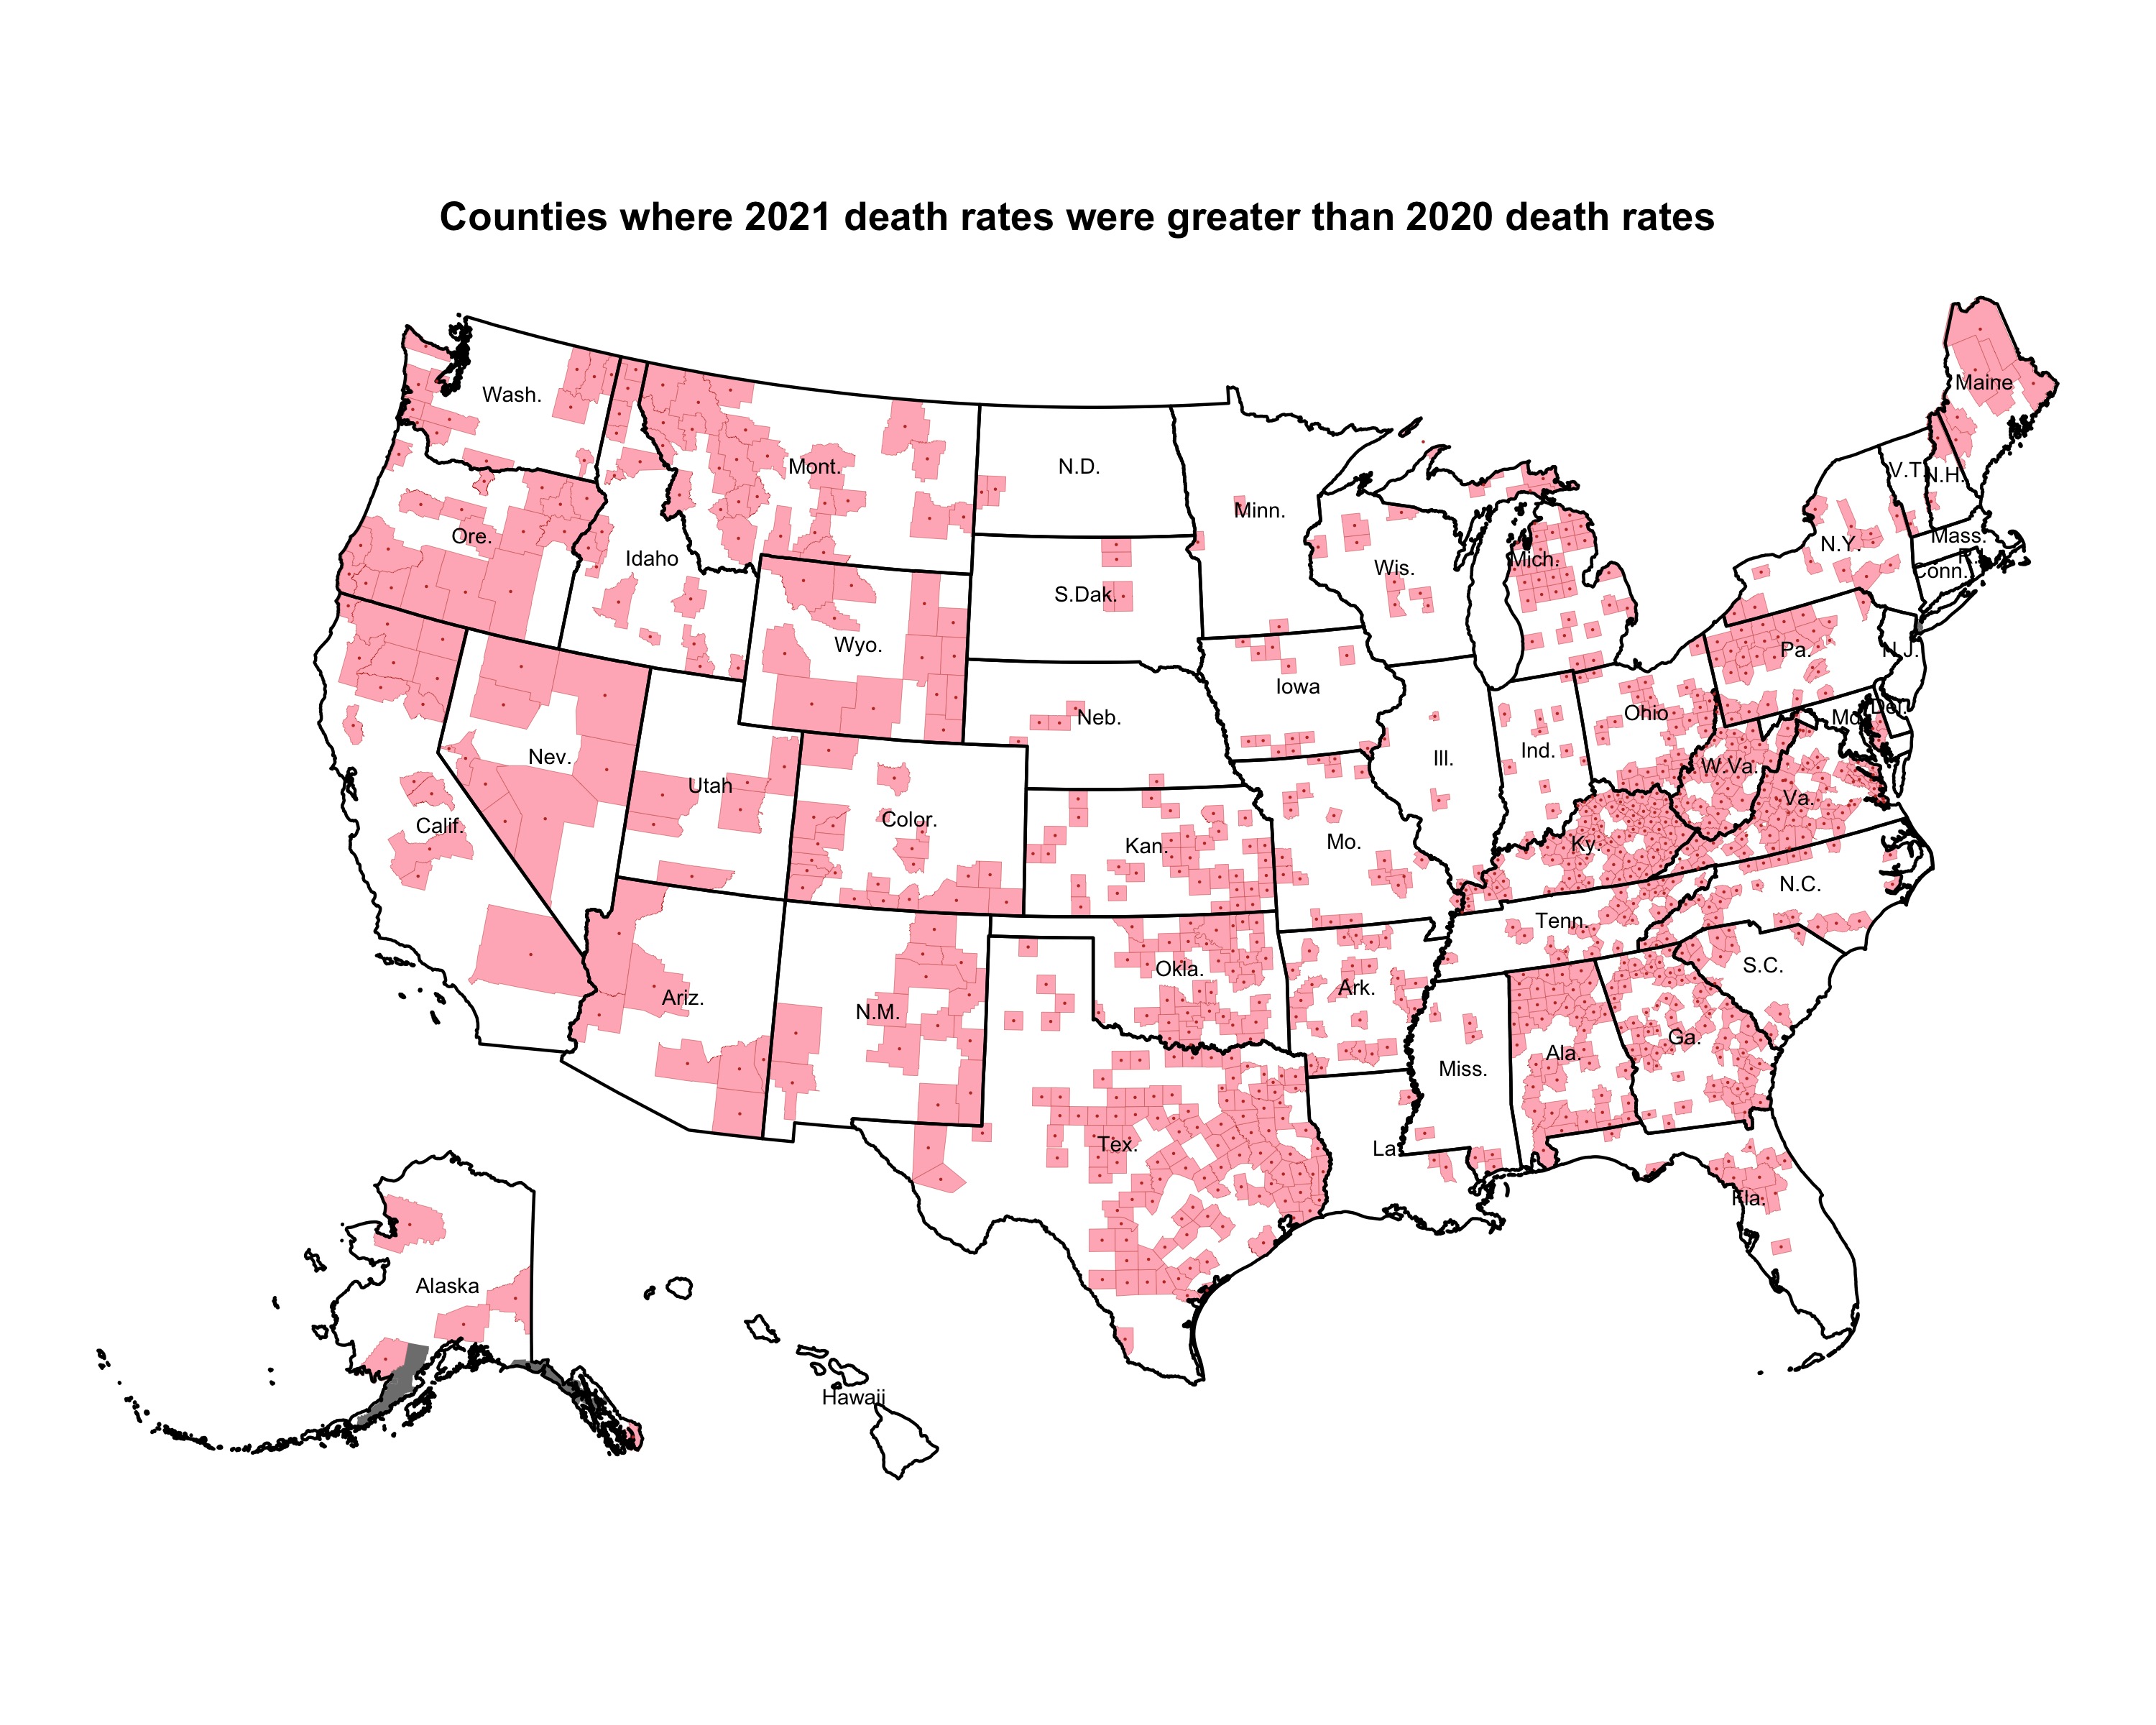 Counties where 2021 death rates were greater than 2020 death rates
Wash.
Mont.
N.D.
Minn.
Maine
V.T.
N.H.
Ore.
Idaho
S.Dak.
Wis.
Mich.
N.Y.
Mass.
R.I.
Conn.
Wyo.
Iowa
Pa.
N.J.
Nev.
Utah
Neb.
Ill.
Ind.
Ohio
Md.
Del.
Calif.
Color.
Kan.
Mo.
Ky.
W.Va.
Va.
Ariz.
N.M.
Okla.
Ark.
Tenn.
N.C.
S.C.
Tex.
La.
Miss.
Ala.
Ga.
Fla.
Alaska
Hawaii